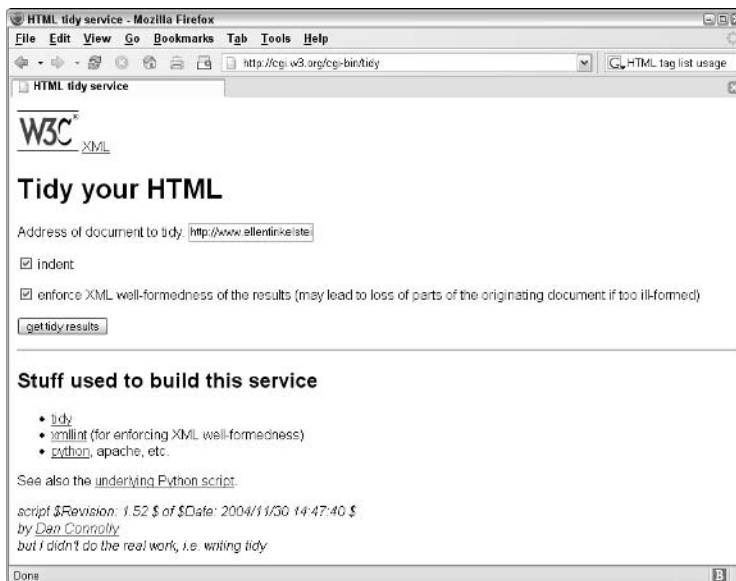 HTML tidy service - Mozilla Firefox
File Edit View Go Bookmarks Tab Tools Help
http://cgi.w3.org/cgi-bin/tidy
HTML tag list usage
HTML tidy service
W3C® XML
Tidy your HTML
Address of document to tidy: http://www.ellenfinkelstei
indent
enforce XML well-formedness of the results (may lead to loss of parts of the originating document if too ill-formed)
get tidy results
Stuff used to build this service
• tidy
• xmllint (for enforcing XML well-formedness)
• python, apache, etc.
See also the underlying Python script.
script $Revision: 1.52 $ of $Date: 2004/11/30 14:47:40 $
by Dan Connolly
but I didn't do the real work, i.e. writing tidy
Done